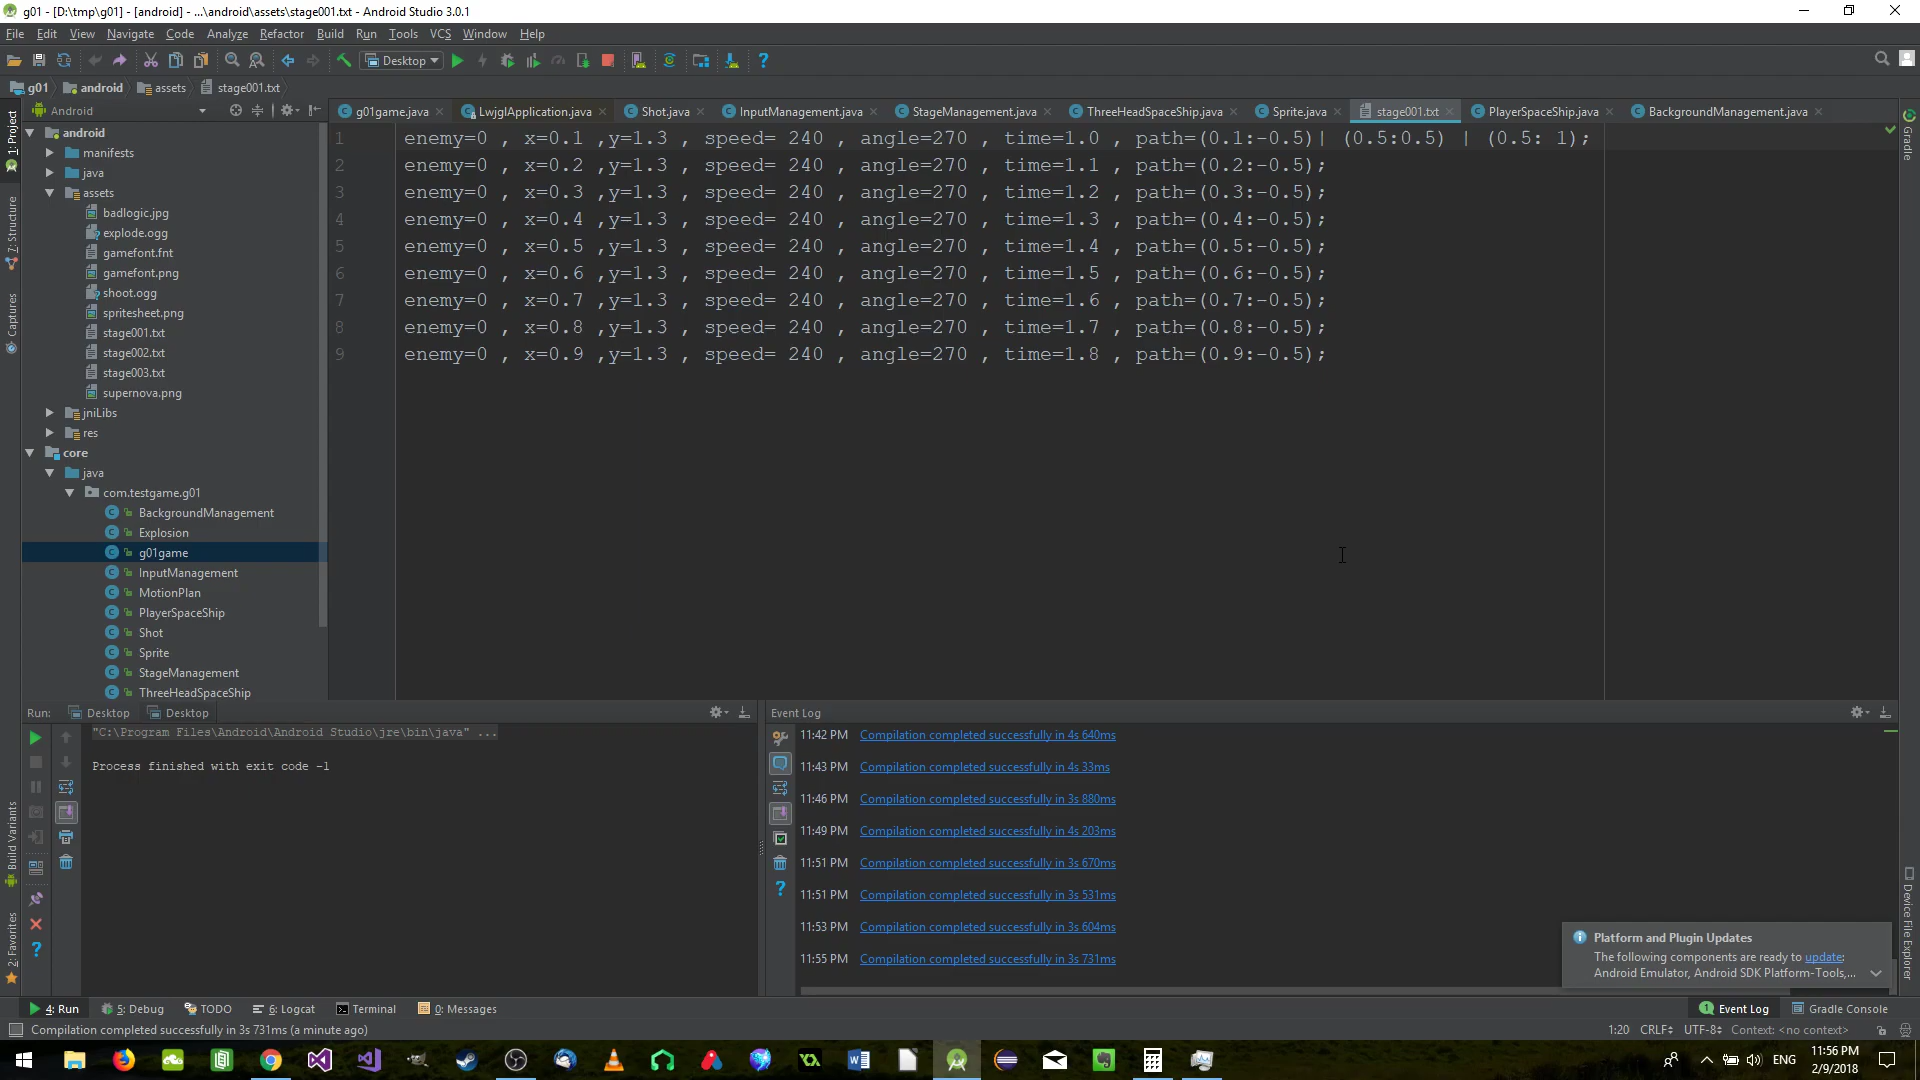 g01 - [D:\tmp\g01] - [android] - ...\android\assets\stage001.txt - Android Studio 3.0.1
File Edit View Navigate Code Analyze Refactor Build Run Tools VCS Window Help
Desktop
g01 android assets stage001.txt
Android
g01game.java LwjglApplication.java Shot.java InputManagement.java StageManagement.java ThreeHeadSpaceShip.java Sprite.java stage001.txt PlayerSpaceShip.java BackgroundManagement.java
1: Project
7: Structure
Captures
Build Variants
2: Favorites
android
manifests
java
assets
badlogic.jpg
explode.ogg
gamefont.fnt
gamefont.png
shoot.ogg
spritesheet.png
stage001.txt
stage002.txt
stage003.txt
supernova.png
jniLibs
res
core
java
com.testgame.g01
BackgroundManagement
Explosion
g01game
InputManagement
MotionPlan
PlayerSpaceShip
Shot
Sprite
StageManagement
ThreeHeadSpaceShip
1 enemy=0 , x=0.1 ,y=1.3 , speed= 240 , angle=270 , time=1.0 , path=(0.1:-0.5)| (0.5:0.5) | (0.5: 1);
2 enemy=0 , x=0.2 ,y=1.3 , speed= 240 , angle=270 , time=1.1 , path=(0.2:-0.5);
3 enemy=0 , x=0.3 ,y=1.3 , speed= 240 , angle=270 , time=1.2 , path=(0.3:-0.5);
4 enemy=0 , x=0.4 ,y=1.3 , speed= 240 , angle=270 , time=1.3 , path=(0.4:-0.5);
5 enemy=0 , x=0.5 ,y=1.3 , speed= 240 , angle=270 , time=1.4 , path=(0.5:-0.5);
6 enemy=0 , x=0.6 ,y=1.3 , speed= 240 , angle=270 , time=1.5 , path=(0.6:-0.5);
7 enemy=0 , x=0.7 ,y=1.3 , speed= 240 , angle=270 , time=1.6 , path=(0.7:-0.5);
8 enemy=0 , x=0.8 ,y=1.3 , speed= 240 , angle=270 , time=1.7 , path=(0.8:-0.5);
9 enemy=0 , x=0.9 ,y=1.3 , speed= 240 , angle=270 , time=1.8 , path=(0.9:-0.5);
Gradle
Device File Explorer
Run: Desktop Desktop
"C:\Program Files\Android\Android Studio\jre\bin\java" ...
Process finished with exit code -1
Event Log
11:42 PM Compilation completed successfully in 4s 640ms
11:43 PM Compilation completed successfully in 4s 33ms
11:46 PM Compilation completed successfully in 3s 880ms
11:49 PM Compilation completed successfully in 4s 203ms
11:51 PM Compilation completed successfully in 3s 670ms
11:51 PM Compilation completed successfully in 3s 531ms
11:53 PM Compilation completed successfully in 3s 604ms
11:55 PM Compilation completed successfully in 3s 731ms
Platform and Plugin Updates
The following components are ready to update:
Android Emulator, Android SDK Platform-Tools,...
4: Run 5: Debug TODO 6: Logcat Terminal 0: Messages 1 Event Log Gradle Console
Compilation completed successfully in 3s 731ms (a minute ago) 1:20 CRLF UTF-8 Context: <no context>
ENG
11:56 PM
2/9/2018